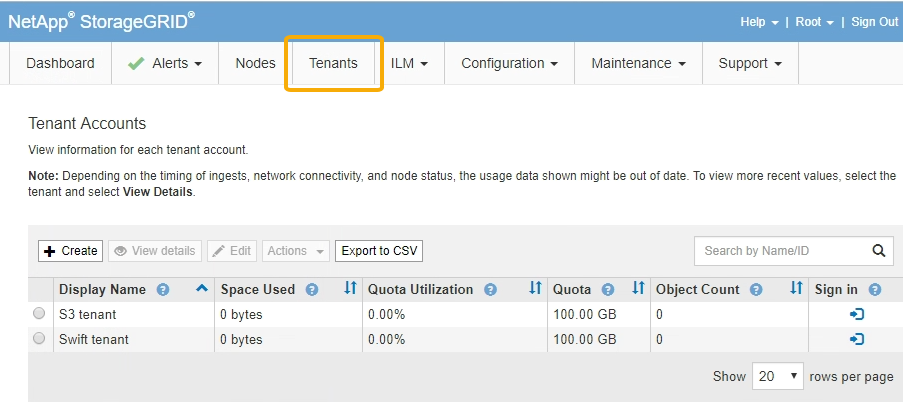 NetApp® StorageGRID®
Help | Root | Sign Out
Dashboard Alerts Nodes Tenants ILM Configuration Maintenance Support
Tenant Accounts
View information for each tenant account.
Note: Depending on the timing of ingests, network connectivity, and node status, the usage data shown might be out of date. To view more recent values, select the
tenant and select View Details.
+ Create View details Edit Actions Export to CSV Search by Name/ID
Display Name ? Space Used ? Quota Utilization ? Quota ? Object Count ? Sign in ?
S3 tenant 0 bytes 0.00% 100.00 GB 0
Swift tenant 0 bytes 0.00% 100.00 GB 0
Show 20 rows per page